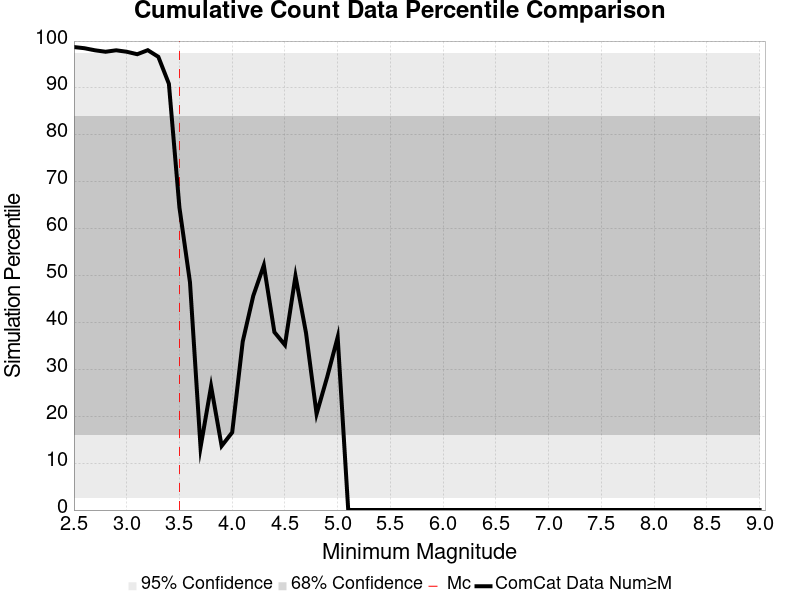 Cumulative Count Data Percentile Comparison
100
90
80
70
60
50
40
30
20
10
0
Simulation Percentile
2.5 3.0 3.5 4.0 4.5 5.0 5.5 6.0 6.5 7.0 7.5 8.0 8.5 9.0
Minimum Magnitude
95% Confidence 68% Confidence Mc ComCat Data Num≥M